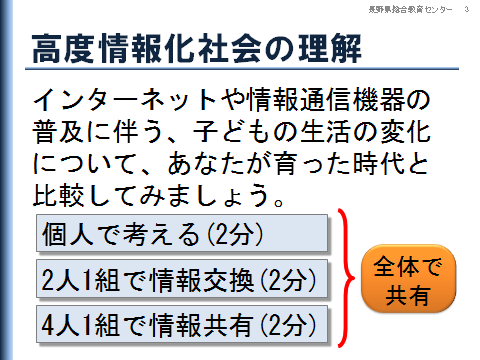 長野県総合教育センター 3
高度情報化社会の理解
インターネットや情報通信機器の
普及に伴う、子どもの生活の変化
について、あなたが育った時代と
比較してみましょう。
個人で考える(2分)
2人1組で情報交換(2分)
4人1組で情報共有(2分)
全体で
共有